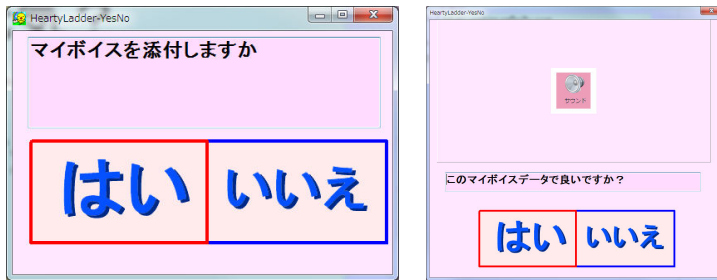 HeartyLadder-YesNo
マイボイスを添付しますか
はい
いいえ
HeartyLadder-YesNo
サウンド
このマイボイスデータで良いですか？
はい
いいえ